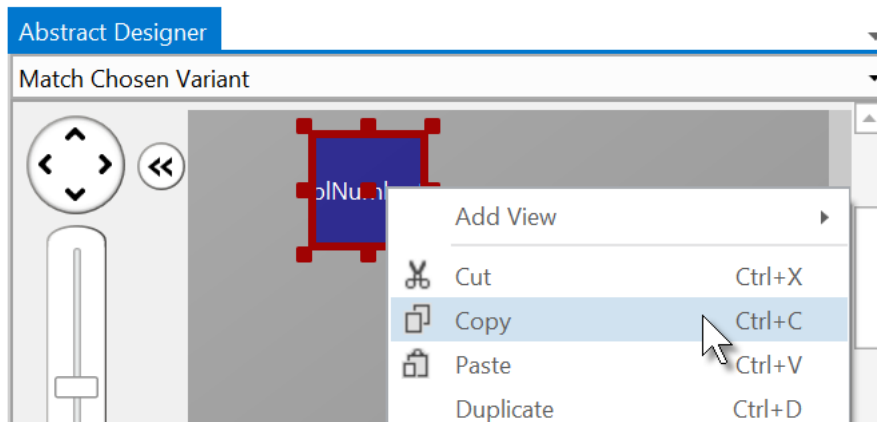 Abstract Designer
Match Chosen Variant
Add View
Cut Ctrl+X
Copy Ctrl+C
Paste Ctrl+V
Duplicate Ctrl+D